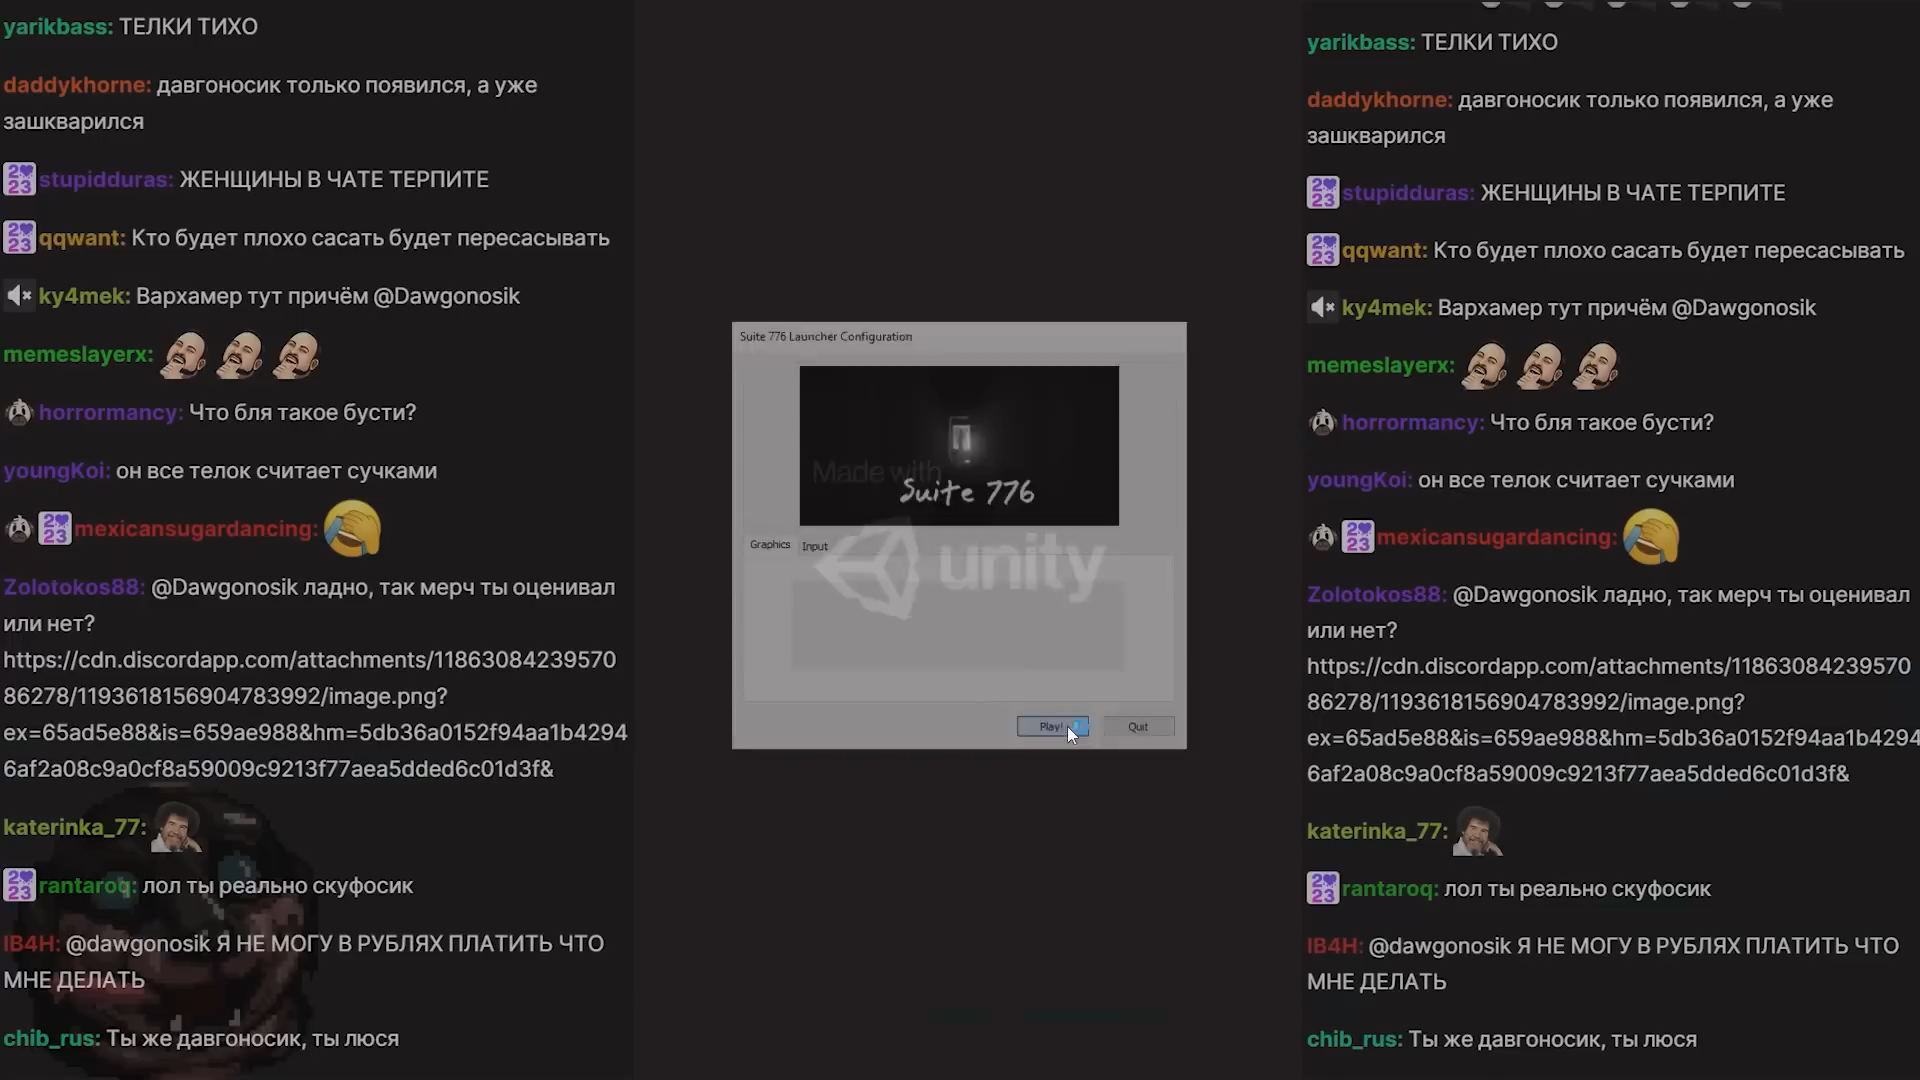 yarikbass: ТЕЛКИ ТИХО
daddykhorne: давгоносик только появился, а уже
зашкварился
stupidduras: ЖЕНЩИНЫ В ЧАТЕ ТЕРПИТЕ
qqwant: Кто будет плохо сасать будет пересасывать
ky4mek: Вархамер тут причём @Dawgonosik
memeslayerx:
horrormancy: Что бля такое бусти?
youngKoi: он все телок считает сучками
mexicansugardancing:
Zolotokos88: @Dawgonosik ладно, так мерч ты оценивал
или нет?
https://cdn.discordapp.com/attachments/11863084239570
86278/1193618156904783992/image.png?
ex=65ad5e88&is=659ae988&hm=5db36a0152f94aa1b4294
6af2a08c9a0cf8a59009c9213f77aea5dded6c01d3f&
katerinka_77:
rantaroq: лол ты реально скуфосик
IB4H: @dawgonosik Я НЕ МОГУ В РУБЛЯХ ПЛАТИТЬ ЧТО
МНЕ ДЕЛАТЬ
chib_rus: Ты же давгоносик, ты люся
Suite 776 Launcher Configuration
Made with
Suite 776
Graphics
Input
unity
Play!
Quit
yarikbass: ТЕЛКИ ТИХО
daddykhorne: давгоносик только появился, а уже
зашкварился
stupidduras: ЖЕНЩИНЫ В ЧАТЕ ТЕРПИТЕ
qqwant: Кто будет плохо сасать будет пересасывать
ky4mek: Вархамер тут причём @Dawgonosik
memeslayerx:
horrormancy: Что бля такое бусти?
youngKoi: он все телок считает сучками
mexicansugardancing:
Zolotokos88: @Dawgonosik ладно, так мерч ты оценивал
или нет?
https://cdn.discordapp.com/attachments/11863084239570
86278/1193618156904783992/image.png?
ex=65ad5e88&is=659ae988&hm=5db36a0152f94aa1b4294
6af2a08c9a0cf8a59009c9213f77aea5dded6c01d3f&
katerinka_77:
rantaroq: лол ты реально скуфосик
IB4H: @dawgonosik Я НЕ МОГУ В РУБЛЯХ ПЛАТИТЬ ЧТО
МНЕ ДЕЛАТЬ
chib_rus: Ты же давгоносик, ты люся